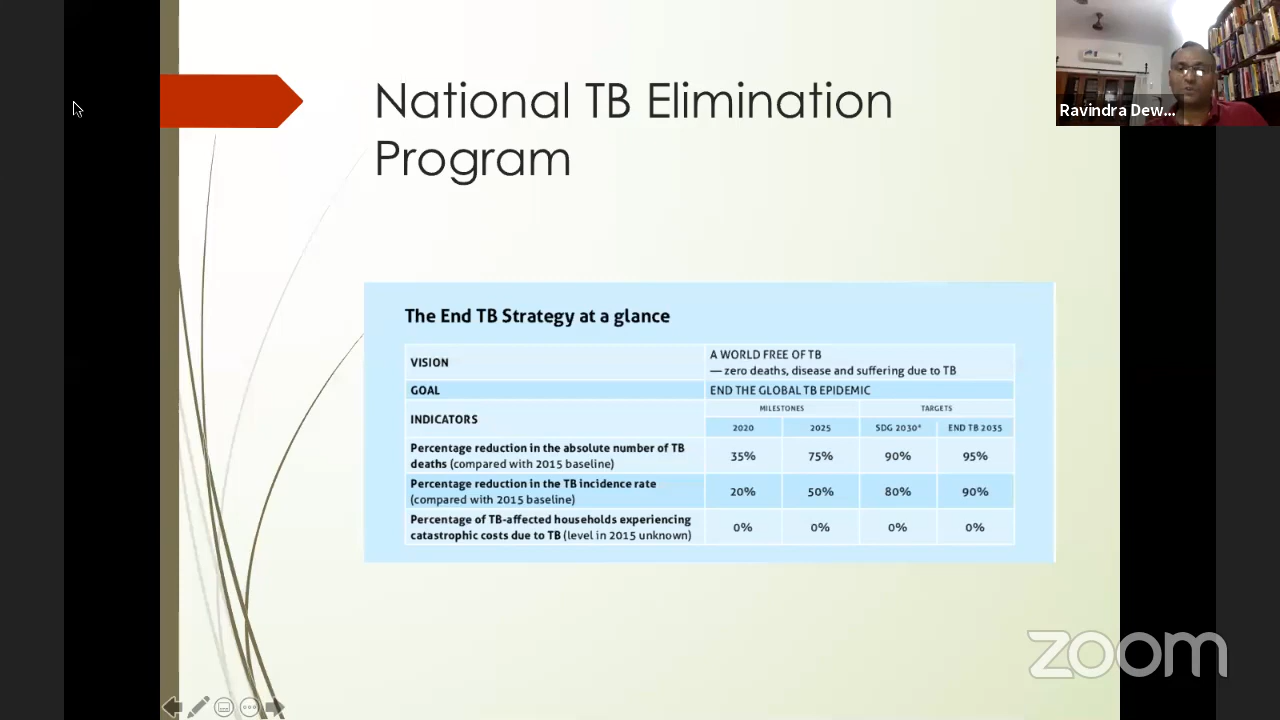 National TB Elimination
Program
Ravindra Dew...
The End TB Strategy at a glance
VISION
A WORLD FREE OF TB
— zero deaths, disease and suffering due to TB
GOAL
END THE GLOBAL TB EPIDEMIC
INDICATORS
MILESTONES
TARGETS
2020
2025
SDG 2030*
END TB 2035
Percentage reduction in the absolute number of TB
deaths (compared with 2015 baseline)
35%
75%
90%
95%
Percentage reduction in the TB incidence rate
(compared with 2015 baseline)
20%
50%
80%
90%
Percentage of TB-affected households experiencing
catastrophic costs due to TB (level in 2015 unknown)
0%
0%
0%
0%
zoom